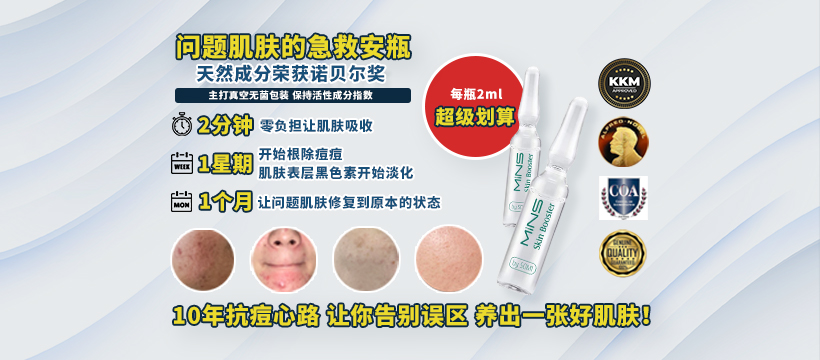 问题肌肤的急救安瓶
天然成分荣获诺贝尔奖
主打真空无菌包装 保持活性成分指数
2分钟 零负担让肌肤吸收
WEEK
1星期
开始根除痘痘
肌肤表层黑色素开始淡化
MON
1个月 让问题肌肤修复到原本的状态
每瓶2ml
超级划算
MiNS
Skin Booster
MiNS
Skin Booster
by SOMI
KKM
APPROVED
ALFRED NOBEL
COA
GENUINE
QUALITY
10年抗痘心路 让你告别误区 养出一张好肌肤!